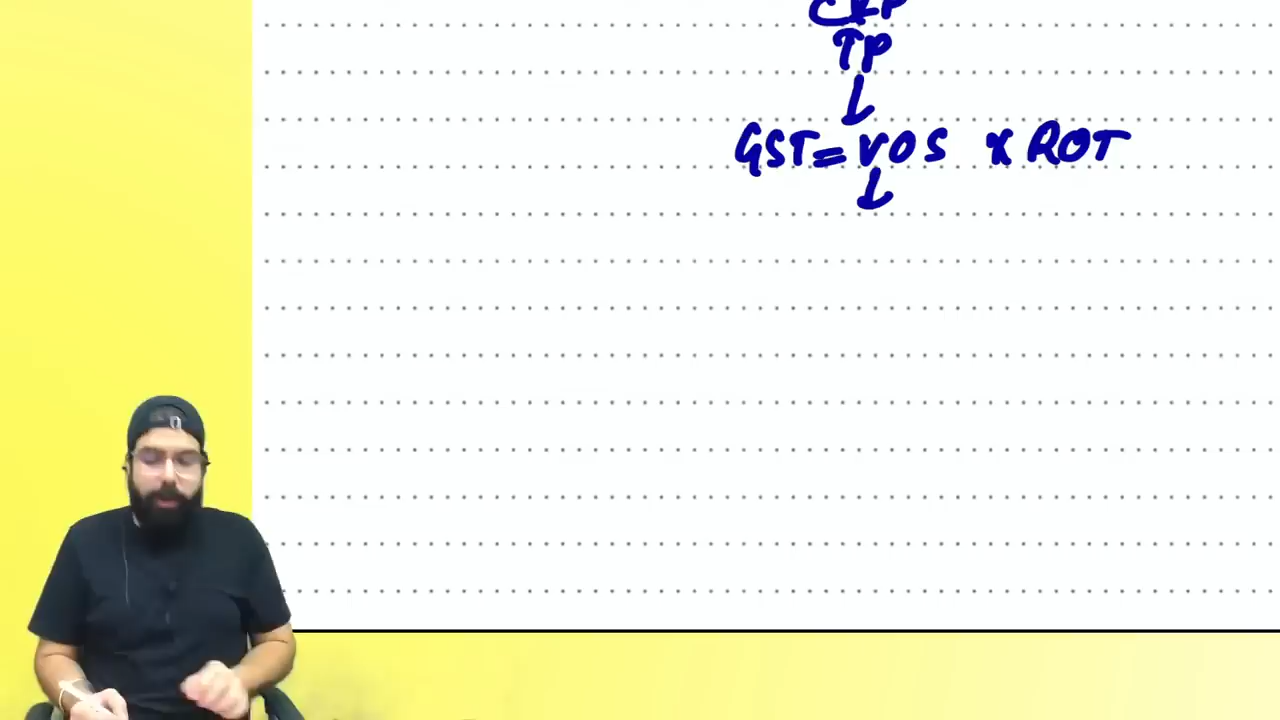 TP
GST = VOS x ROT